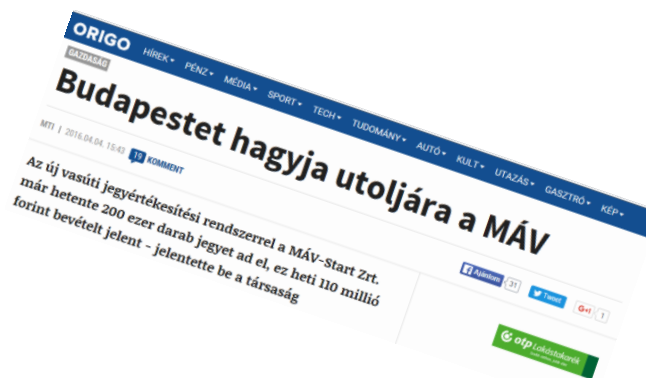 ORIGO
HÍREK PÉNZ MÉDIA SPORT TECH TUDOMÁNY AUTÓ KULT UTAZÁS GASZTRÓ KÉP
GAZDASÁG
Budapestet hagyja utoljára a MÁV
MTI | 2016.04.04. 15:43 19 KOMMENT
Az új vasúti jegyértékesítési rendszerrel a MÁV-Start Zrt.
már hetente 200 ezer darab jegyet ad el, ez heti 110 millió
forint bevételt jelent - jelentette be a társaság
Ajánlom 31 Tweet G+1 1
otp Lakástakarék